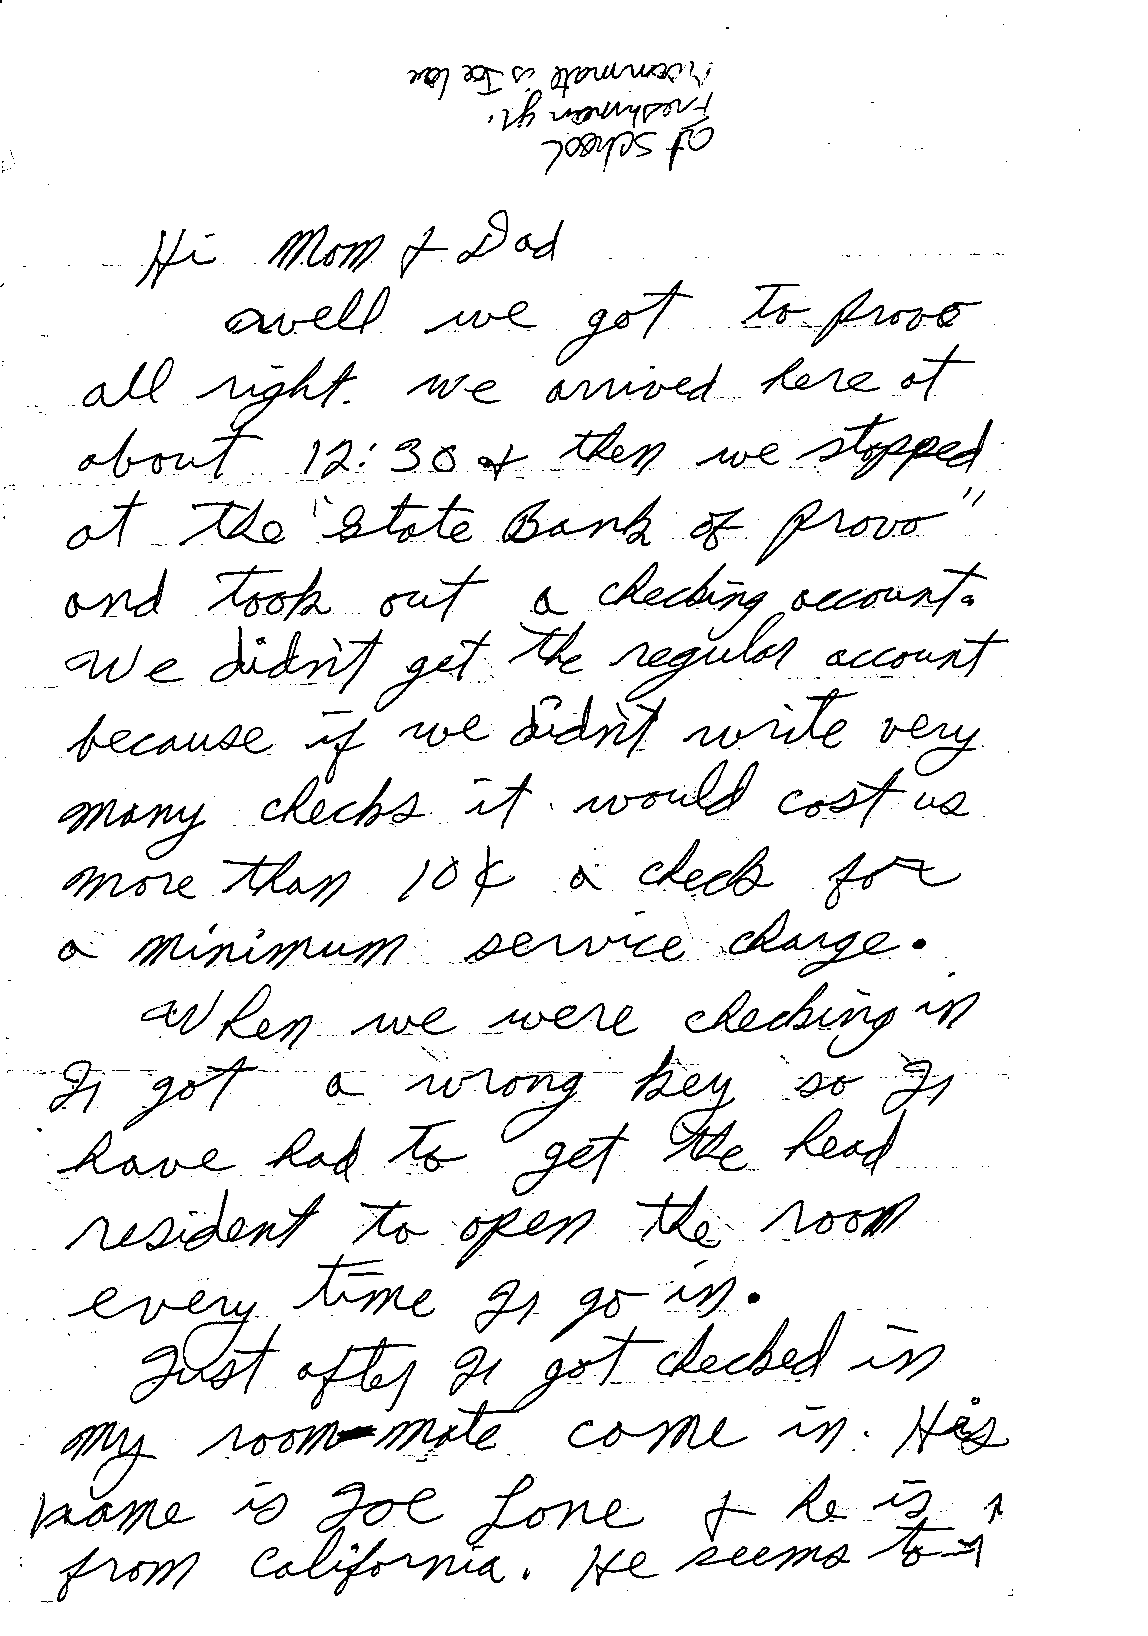 at school
Freshman yr.
Roommate is Joe Lane
Hi Mom & Dad
Well we got to Provo
all right. We arrived here at
about 12:30 & then we stopped
at the "State Bank of Provo"
and took out a checking account.
We didn't get the regular account
because if we didn't write very
many checks it would cost us
more than 10¢ a check for
a minimum service charge.
When we were checking in
I got a wrong key so I
have had to get the head
resident to open the room
every time I go in.
Just after I got checked in
my room-mate came in. His
name is Joe Lane & he is
from California. He seems to